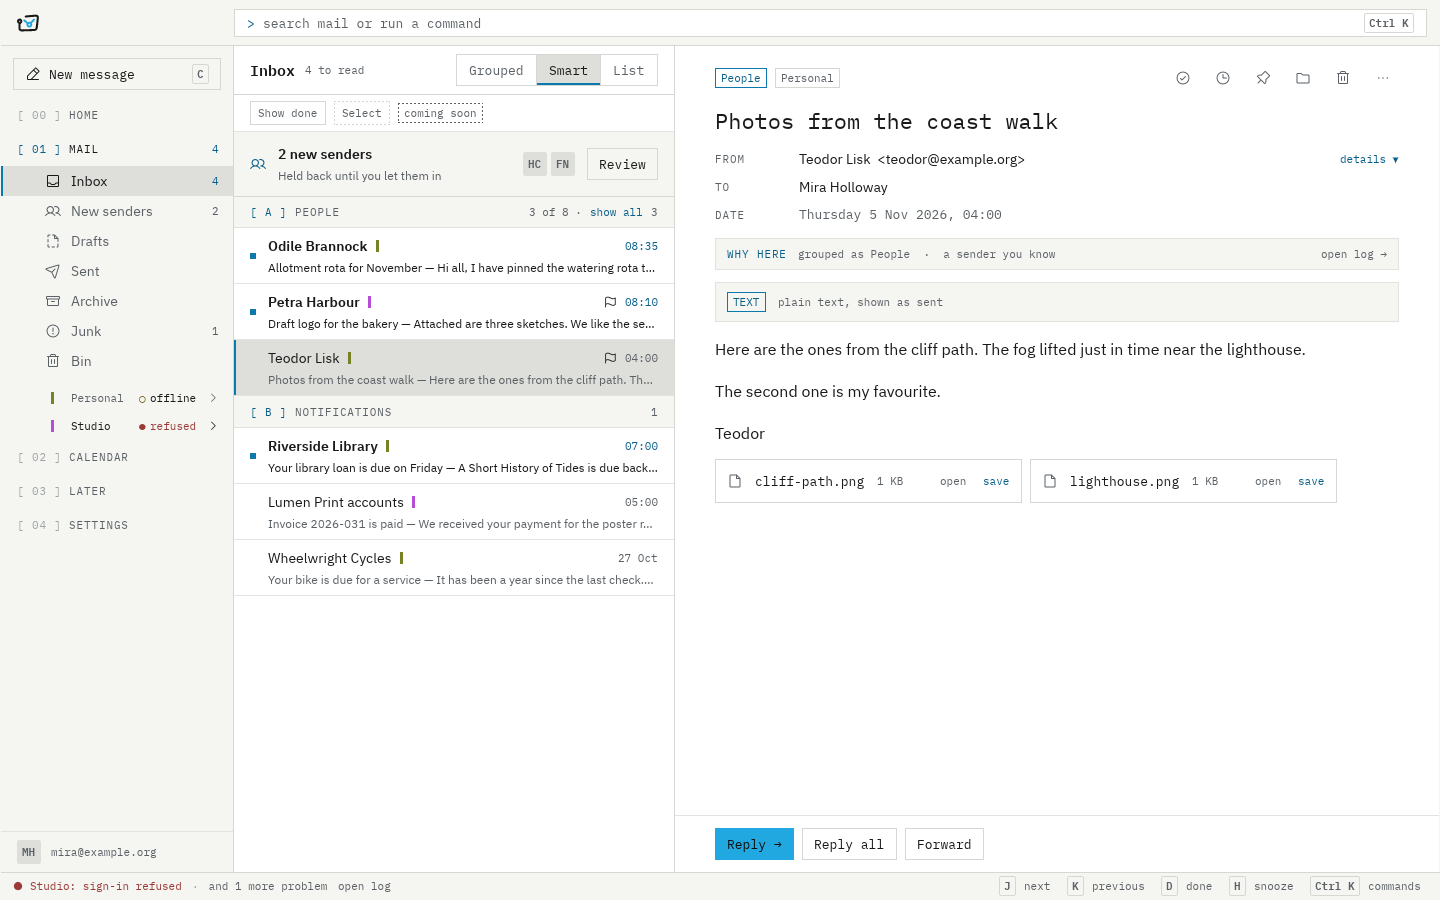 > search mail or run a command Ctrl K
New message C
[ 00 ] HOME
[ 01 ] MAIL 4
Inbox 4
New senders 2
Drafts
Sent
Archive
Junk 1
Bin
Personal offline
Studio refused
[ 02 ] CALENDAR
[ 03 ] LATER
[ 04 ] SETTINGS
MH mira@example.org
Inbox 4 to read Grouped Smart List
Show done Select coming soon
2 new senders
Held back until you let them in
HC FN Review
[ A ] PEOPLE 3 of 8 · show all 3
Odile Brannock 08:35
Allotment rota for November — Hi all, I have pinned the watering rota t…
Petra Harbour 08:10
Draft logo for the bakery — Attached are three sketches. We like the se…
Teodor Lisk 04:00
Photos from the coast walk — Here are the ones from the cliff path. Th…
[ B ] NOTIFICATIONS 1
Riverside Library 07:00
Your library loan is due on Friday — A Short History of Tides is due back…
Lumen Print accounts 05:00
Invoice 2026-031 is paid — We received your payment for the poster r…
Wheelwright Cycles 27 Oct
Your bike is due for a service — It has been a year since the last check.…
People Personal
Photos from the coast walk
FROM Teodor Lisk <teodor@example.org> details ▾
TO Mira Holloway
DATE Thursday 5 Nov 2026, 04:00
WHY HERE grouped as People · a sender you know open log →
TEXT plain text, shown as sent
Here are the ones from the cliff path. The fog lifted just in time near the lighthouse.
The second one is my favourite.
Teodor
cliff-path.png 1 KB open save
lighthouse.png 1 KB open save
Reply → Reply all Forward
Studio: sign-in refused · and 1 more problem open log
J next K previous D done H snooze Ctrl K commands